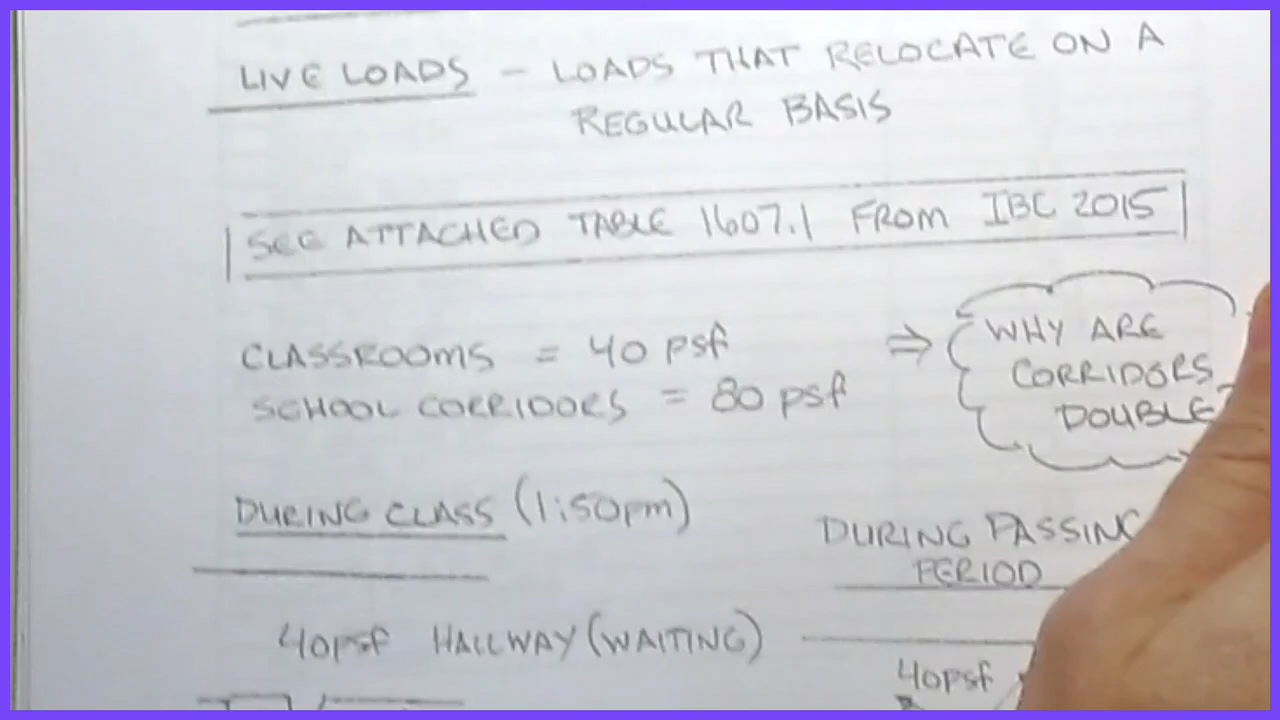 LIVE LOADS – LOADS THAT RELOCATE ON A
REGULAR BASIS
SEE ATTACHED TABLE 1607.1 FROM IBC 2015
CLASSROOMS = 40 psf ⇒ WHY ARE
SCHOOL CORRIDORS = 80 psf CORRIDORS
DOUBLE?
DURING CLASS (1:50pm)
DURING PASSING
PERIOD
40psf HALLWAY (WAITING)
40psf